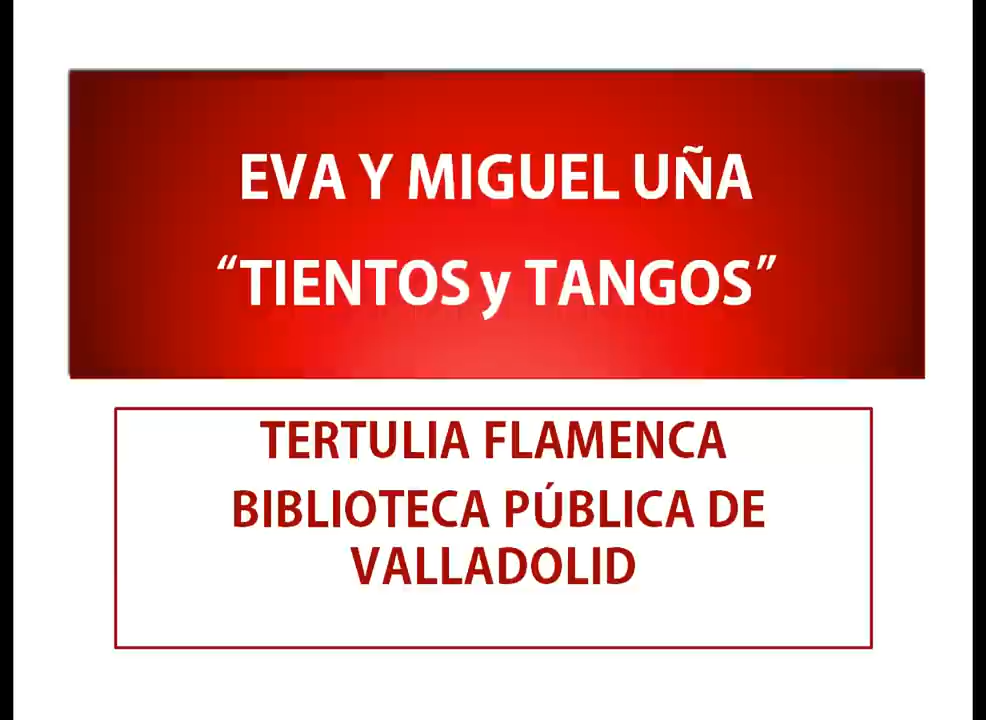 EVA Y MIGUEL UÑA
“TIENTOS y TANGOS”
TERTULIA FLAMENCA
BIBLIOTECA PÚBLICA DE
VALLADOLID